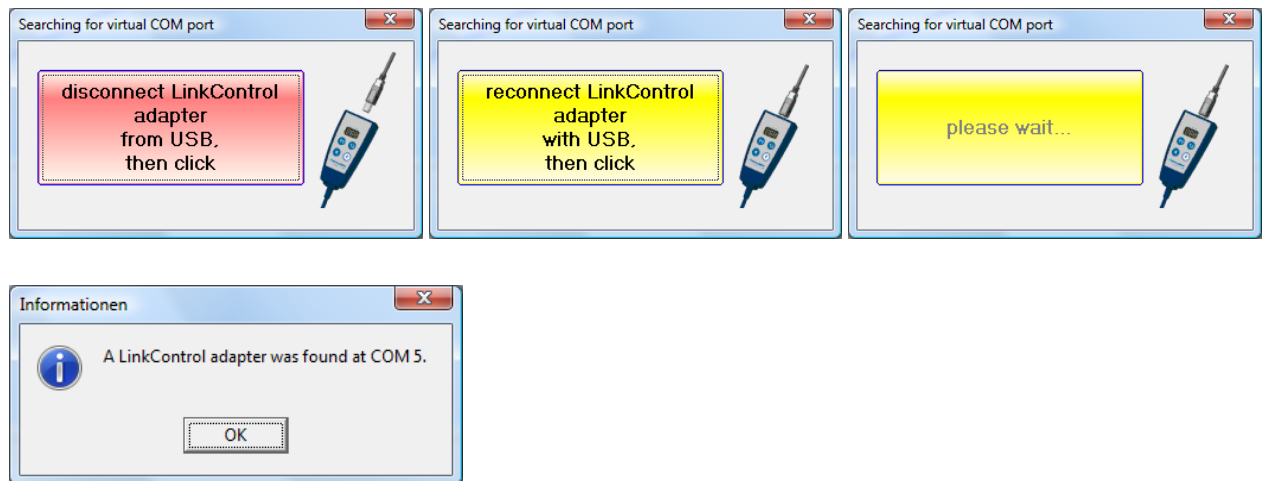 Searching for virtual COM port
disconnect LinkControl
adapter
from USB,
then click
Searching for virtual COM port
reconnect LinkControl
adapter
with USB,
then click
Searching for virtual COM port
please wait...
Informationen
A LinkControl adapter was found at COM 5.
OK